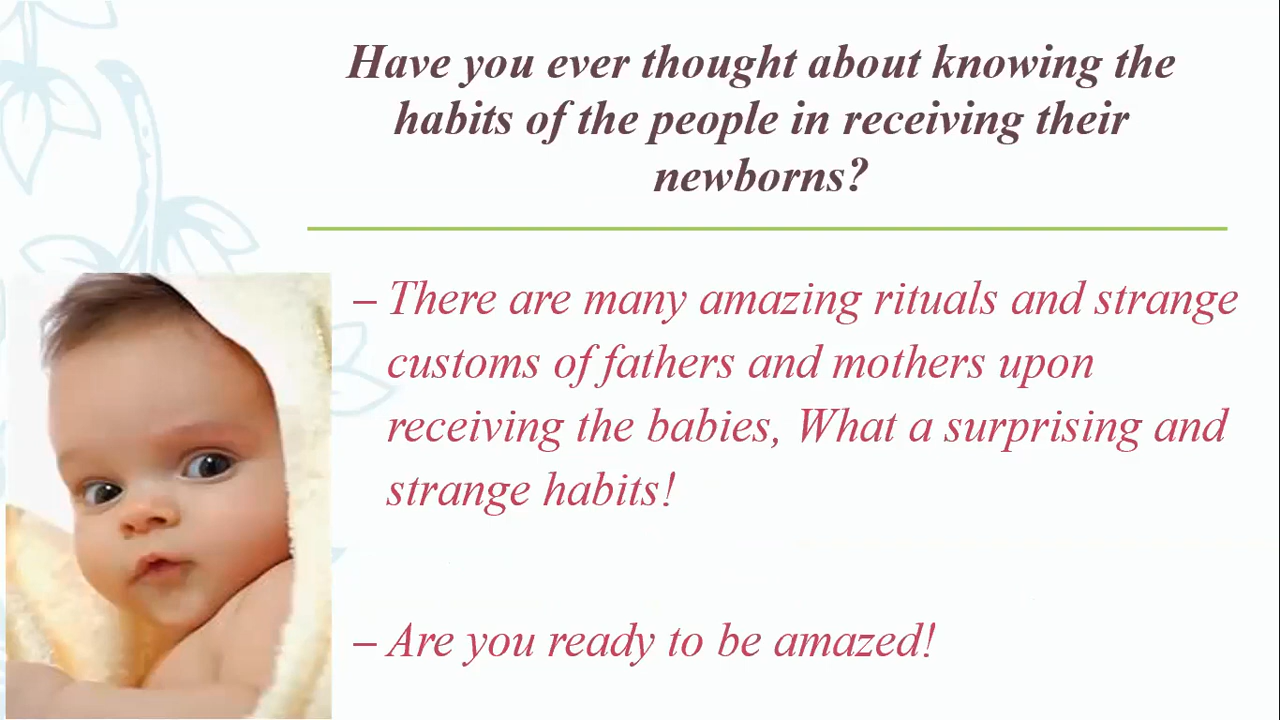 Have you ever thought about knowing the
habits of the people in receiving their
newborns?
– There are many amazing rituals and strange
customs of fathers and mothers upon
receiving the babies, What a surprising and
strange habits!
– Are you ready to be amazed!